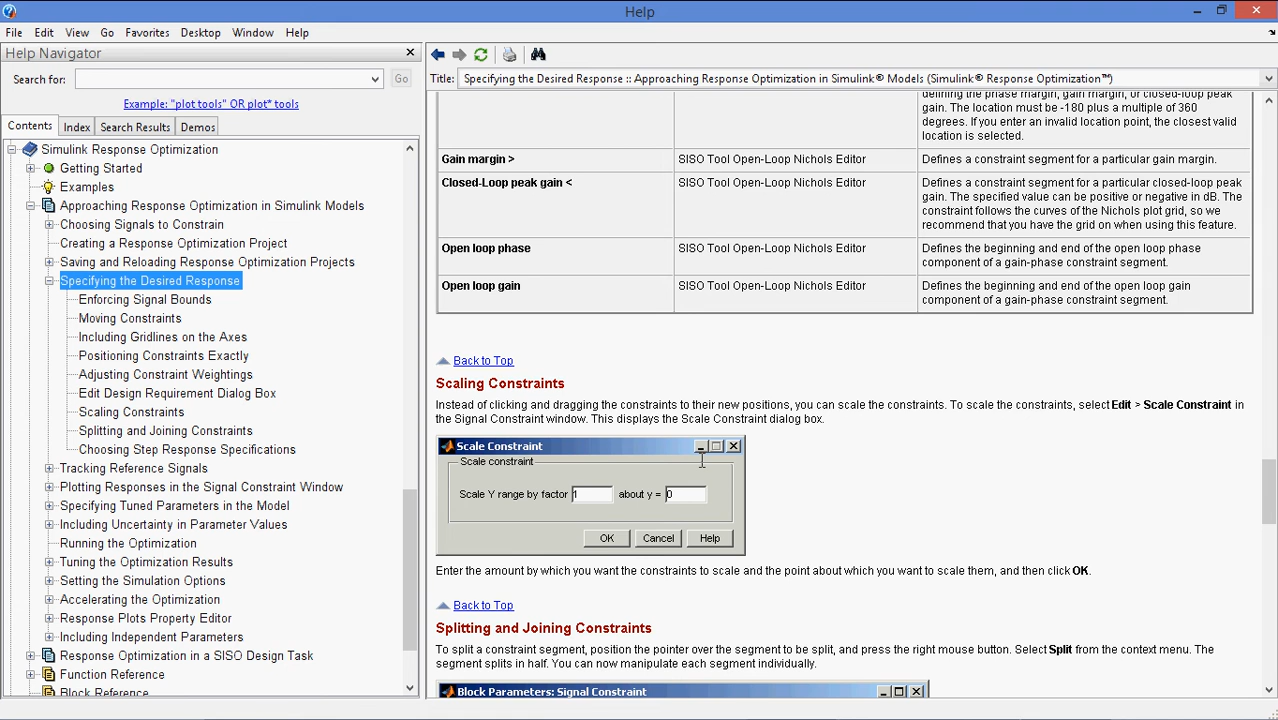 Help
File Edit View Go Favorites Desktop Window Help
Help Navigator
Search for: Go
Example: "plot tools" OR plot* tools
Contents Index Search Results Demos
Simulink Response Optimization
Getting Started
Examples
Approaching Response Optimization in Simulink Models
Choosing Signals to Constrain
Creating a Response Optimization Project
Saving and Reloading Response Optimization Projects
Specifying the Desired Response
Enforcing Signal Bounds
Moving Constraints
Including Gridlines on the Axes
Positioning Constraints Exactly
Adjusting Constraint Weightings
Edit Design Requirement Dialog Box
Scaling Constraints
Splitting and Joining Constraints
Choosing Step Response Specifications
Tracking Reference Signals
Plotting Responses in the Signal Constraint Window
Specifying Tuned Parameters in the Model
Including Uncertainty in Parameter Values
Running the Optimization
Tuning the Optimization Results
Setting the Simulation Options
Accelerating the Optimization
Response Plots Property Editor
Including Independent Parameters
Response Optimization in a SISO Design Task
Function Reference
Block Reference
Title: Specifying the Desired Response :: Approaching Response Optimization in Simulink® Models (Simulink® Response Optimization™)
defining the phase margin, gain margin, or closed-loop peak
gain. The location must be -180 plus a multiple of 360
degrees. If you enter an invalid location point, the closest valid
location is selected.
Gain margin > SISO Tool Open-Loop Nichols Editor Defines a constraint segment for a particular gain margin.
Closed-Loop peak gain < SISO Tool Open-Loop Nichols Editor Defines a constraint segment for a particular closed-loop peak
gain. The specified value can be positive or negative in dB. The
constraint follows the curves of the Nichols plot grid, so we
recommend that you have the grid on when using this feature.
Open loop phase SISO Tool Open-Loop Nichols Editor Defines the beginning and end of the open loop phase
component of a gain-phase constraint segment.
Open loop gain SISO Tool Open-Loop Nichols Editor Defines the beginning and end of the open loop gain
component of a gain-phase constraint segment.
Back to Top
Scaling Constraints
Instead of clicking and dragging the constraints to their new positions, you can scale the constraints. To scale the constraints, select Edit > Scale Constraint in
the Signal Constraint window. This displays the Scale Constraint dialog box.
Scale Constraint
Scale constraint
Scale Y range by factor 1 about y = 0
OK Cancel Help
Enter the amount by which you want the constraints to scale and the point about which you want to scale them, and then click OK.
Back to Top
Splitting and Joining Constraints
To split a constraint segment, position the pointer over the segment to be split, and press the right mouse button. Select Split from the context menu. The
segment splits in half. You can now manipulate each segment individually.
Block Parameters: Signal Constraint